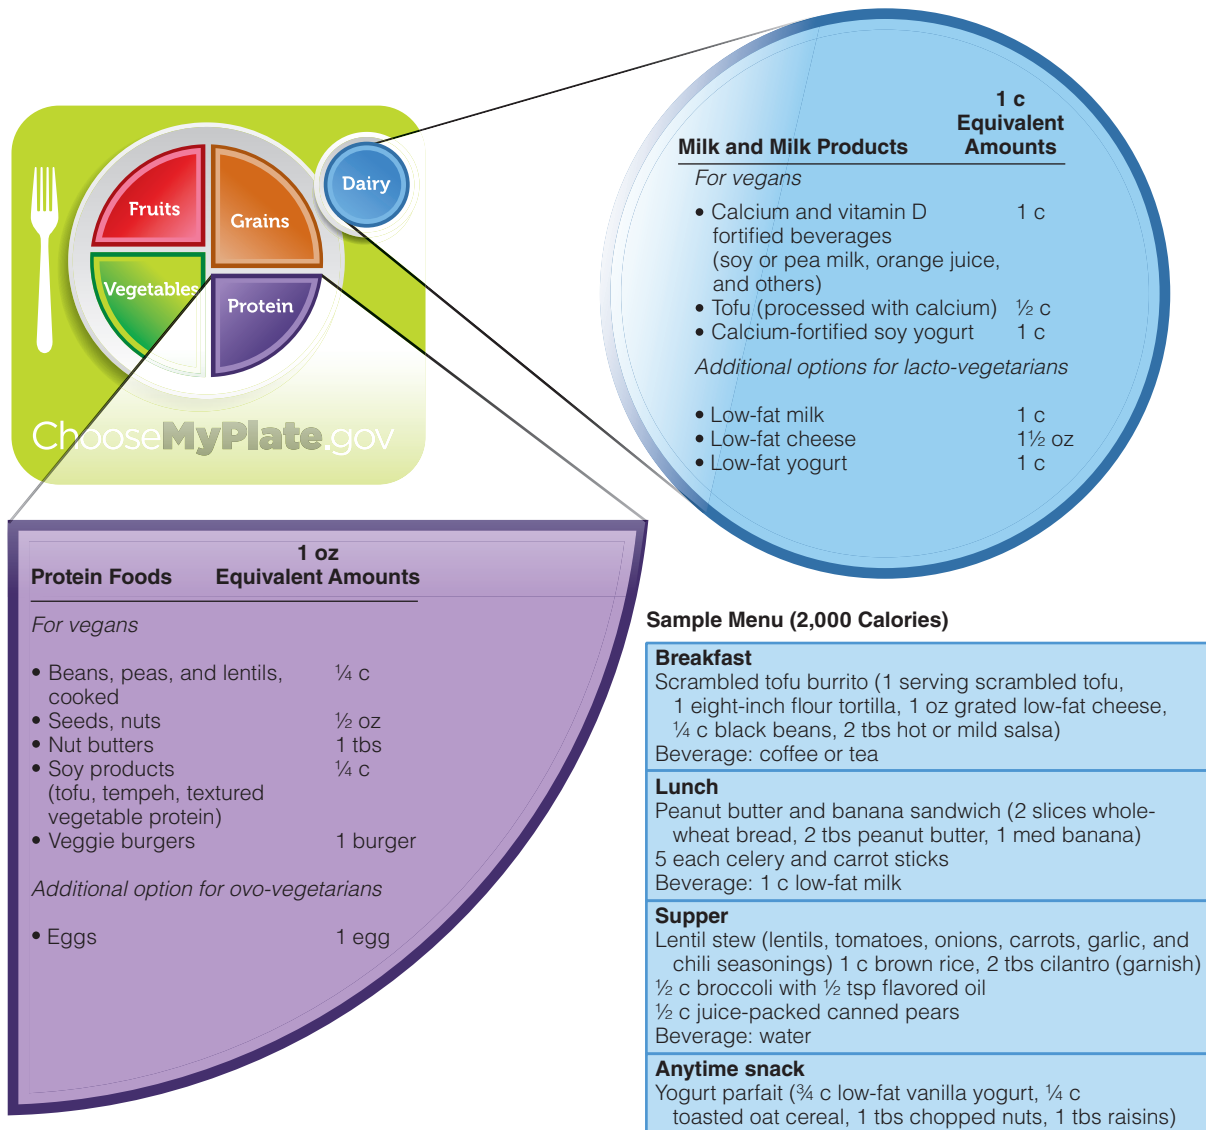 Fruits
Grains
Dairy
Vegetables
Protein
ChooseMyPlate.gov
1 c
Equivalent
Milk and Milk Products Amounts
For vegans
• Calcium and vitamin D 1 c
fortified beverages
(soy or pea milk, orange juice,
and others)
• Tofu (processed with calcium) ½ c
• Calcium-fortified soy yogurt 1 c
Additional options for lacto-vegetarians
• Low-fat milk 1 c
• Low-fat cheese 1½ oz
• Low-fat yogurt 1 c
1 oz
Protein Foods Equivalent Amounts
For vegans
• Beans, peas, and lentils, ¼ c
cooked
• Seeds, nuts ½ oz
• Nut butters 1 tbs
• Soy products ¼ c
(tofu, tempeh, textured
vegetable protein)
• Veggie burgers 1 burger
Additional option for ovo-vegetarians
• Eggs 1 egg
Sample Menu (2,000 Calories)
Breakfast
Scrambled tofu burrito (1 serving scrambled tofu,
1 eight-inch flour tortilla, 1 oz grated low-fat cheese,
¼ c black beans, 2 tbs hot or mild salsa)
Beverage: coffee or tea
Lunch
Peanut butter and banana sandwich (2 slices whole-
wheat bread, 2 tbs peanut butter, 1 med banana)
5 each celery and carrot sticks
Beverage: 1 c low-fat milk
Supper
Lentil stew (lentils, tomatoes, onions, carrots, garlic, and
chili seasonings) 1 c brown rice, 2 tbs cilantro (garnish)
½ c broccoli with ½ tsp flavored oil
½ c juice-packed canned pears
Beverage: water
Anytime snack
Yogurt parfait (¾ c low-fat vanilla yogurt, ¼ c
toasted oat cereal, 1 tbs chopped nuts, 1 tbs raisins)